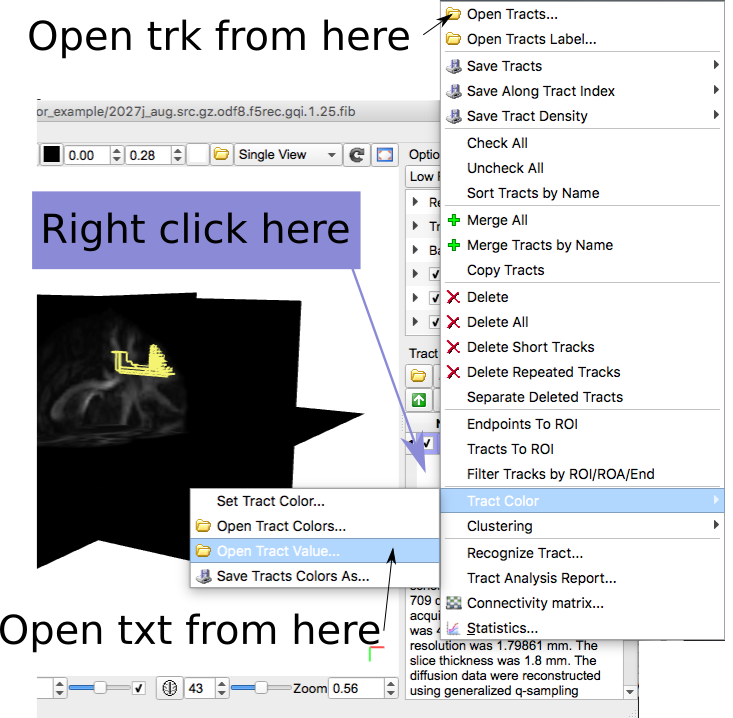 Open trk from here
or_example/2027j_aug.src.gz.odf8.f5rec.gqi.1.25.fib
0.00 0.28 Single View
Optio
Low
Right click here
Re
Tr
Ba
Tract
Open Tracts...
Open Tracts Label...
Save Tracts
Save Along Tract Index
Save Tract Density
Check All
Uncheck All
Sort Tracts by Name
Merge All
Merge Tracts by Name
Copy Tracts
Delete
Delete All
Delete Short Tracks
Delete Repeated Tracks
Separate Deleted Tracts
Endpoints To ROI
Tracts To ROI
Filter Tracks by ROI/ROA/End
Tract Color
Clustering
Recognize Tract...
Tract Analysis Report...
Connectivity matrix...
Statistics...
Set Tract Color...
Open Tract Colors...
Open Tract Value...
Save Tracts Colors As...
Open txt from here
709
acqui
was 4
resolution was 1.79861 mm. The
slice thickness was 1.8 mm. The
diffusion data were reconstructed
using generalized q-sampling
43 Zoom 0.56